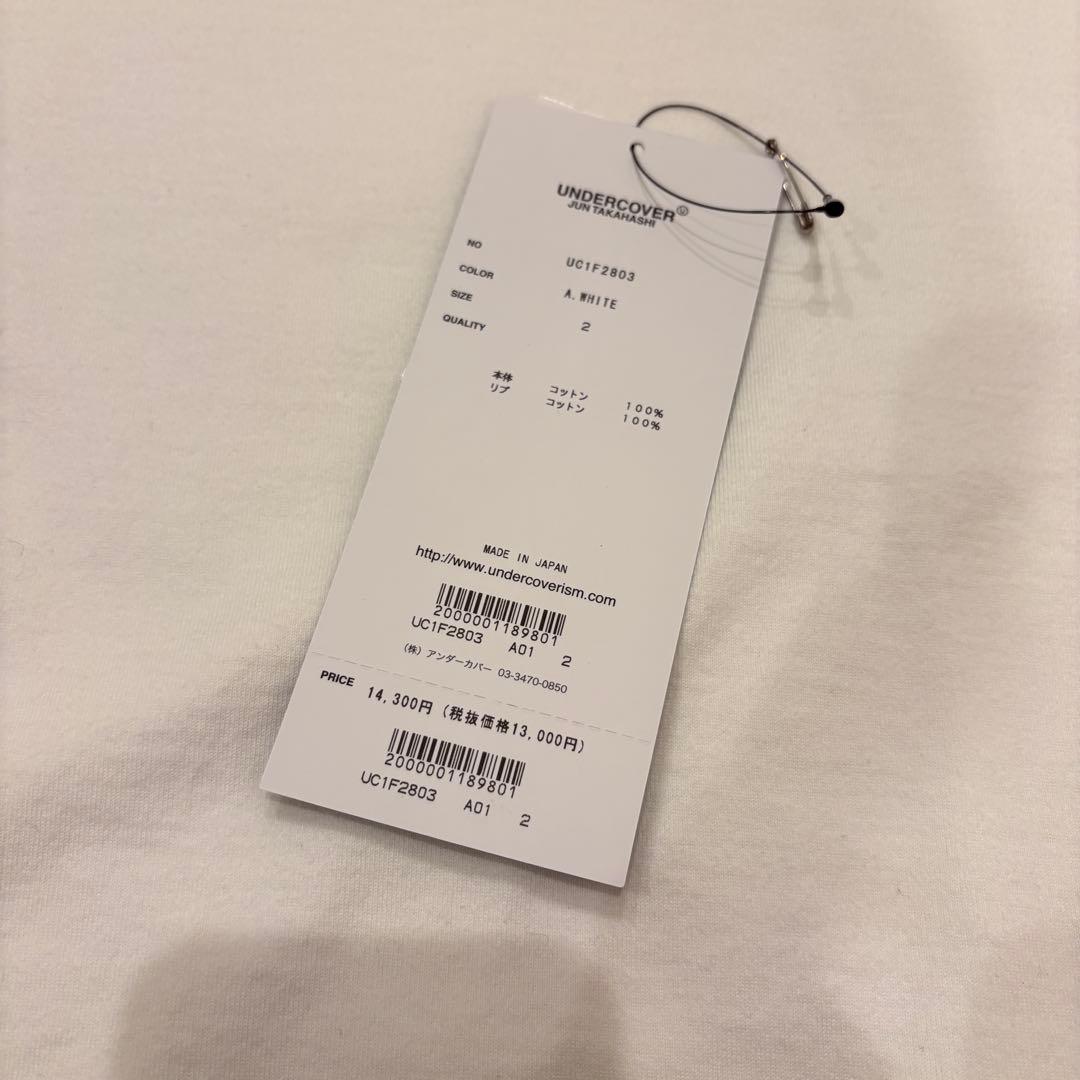 UNDERCOVER Ⓤ
JUN TAKAHASHI
NO UC1F2803
COLOR A.WHITE
SIZE 2
QUALITY
本体 コットン 100%
リブ コットン 100%
MADE IN JAPAN
http://www.undercoverism.com
2000001189801
UC1F2803 A01 2
(株) アンダーカバー 03-3470-0850
PRICE 14,300円 (税抜価格13,000円)
2000001189801
UC1F2803 A01 2